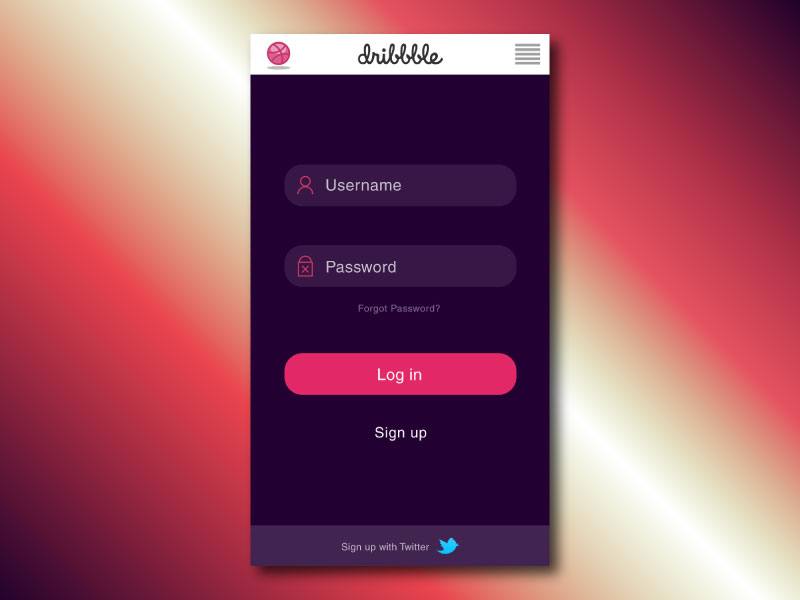 dribbble
Username
Password
Forgot Password?
Log in
Sign up
Sign up with Twitter